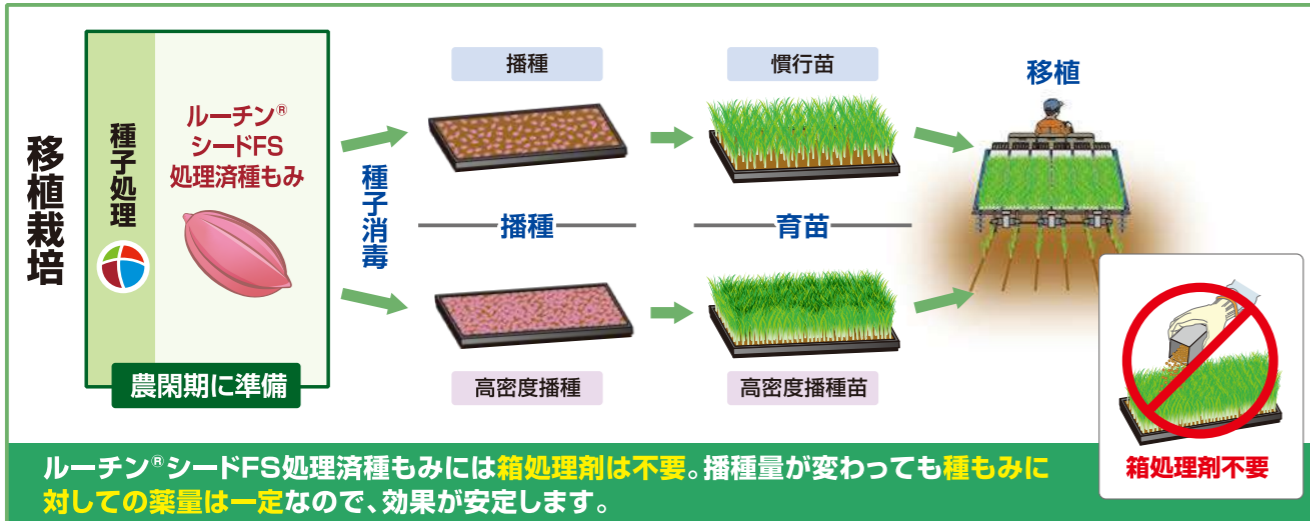 移植栽培
種子処理
ルーチン®
シードFS
処理済種もみ
農閑期に準備
種子消毒
播種
慣行苗
移植
播種
育苗
高密度播種
高密度播種苗
箱処理剤不要
ルーチン®シードFS処理済種もみには箱処理剤は不要。播種量が変わっても種もみに
対しての薬量は一定なので、効果が安定します。